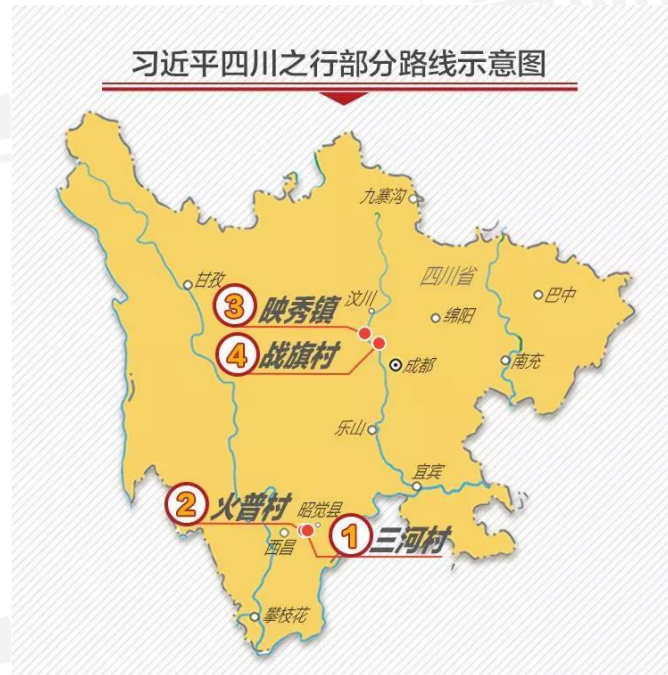 习近平四川之行部分路线示意图
九寨沟
四川省
甘孜
巴中
③ 映秀镇
汶川
绵阳
④ 战旗村
成都
南充
乐山
宜宾
② 火普村
昭觉县
① 三河村
西昌
攀枝花